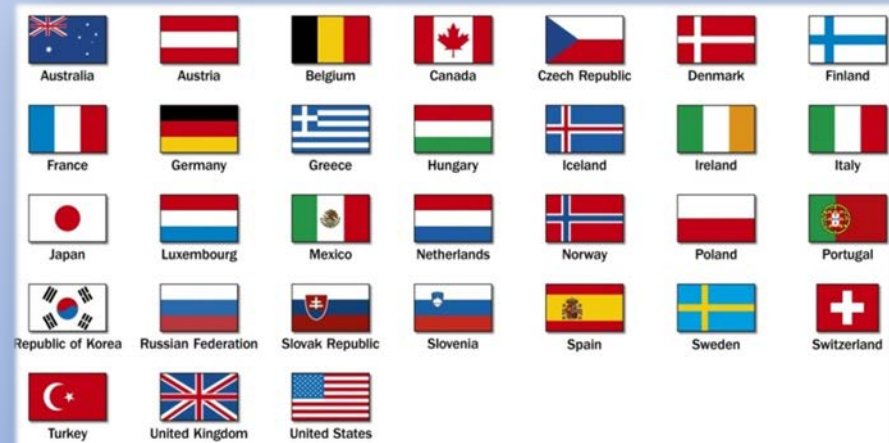 Australia Austria Belgium Canada Czech Republic Denmark Finland
France Germany Greece Hungary Iceland Ireland Italy
Japan Luxembourg Mexico Netherlands Norway Poland Portugal
Republic of Korea Russian Federation Slovak Republic Slovenia Spain Sweden Switzerland
Turkey United Kingdom United States